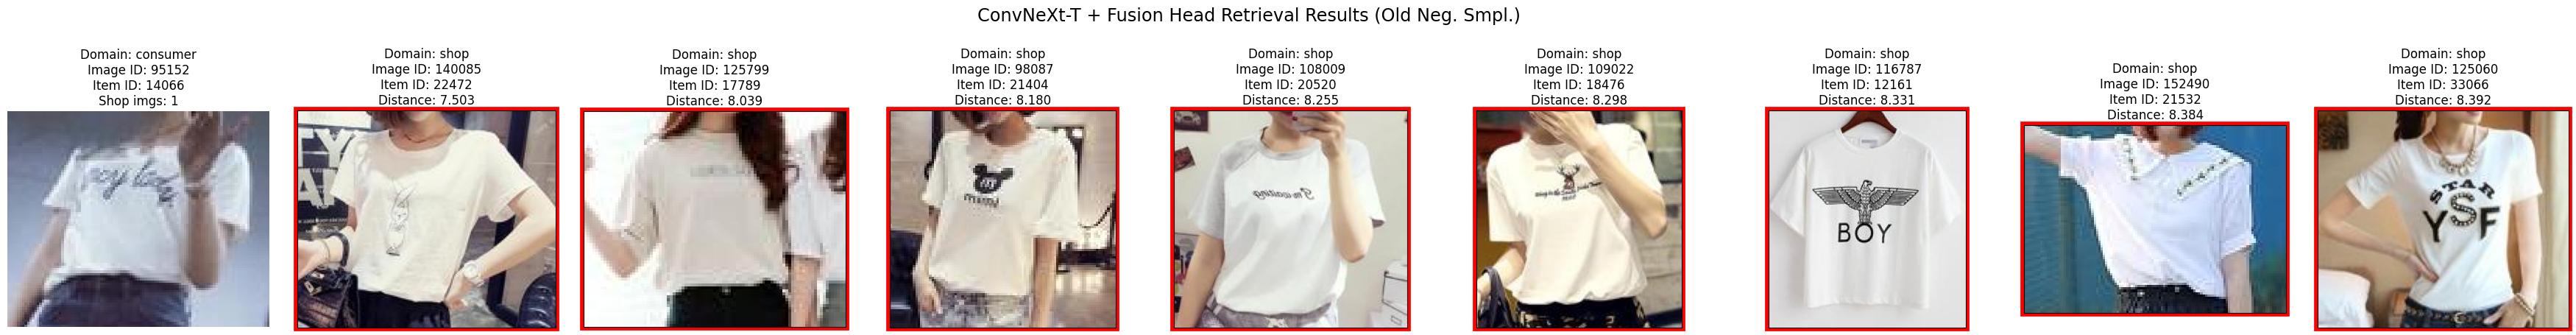 ConvNeXt-T + Fusion Head Retrieval Results (Old Neg. Smpl.)
Domain: consumer
Image ID: 95152
Item ID: 14066
Shop imgs: 1
Domain: shop
Image ID: 140085
Item ID: 22472
Distance: 7.503
Domain: shop
Image ID: 125799
Item ID: 17789
Distance: 8.039
Domain: shop
Image ID: 98087
Item ID: 21404
Distance: 8.180
Domain: shop
Image ID: 108009
Item ID: 20520
Distance: 8.255
Domain: shop
Image ID: 109022
Item ID: 18476
Distance: 8.298
Domain: shop
Image ID: 116787
Item ID: 12161
Distance: 8.331
BOY
Domain: shop
Image ID: 152490
Item ID: 21532
Distance: 8.384
Domain: shop
Image ID: 125060
Item ID: 33066
Distance: 8.392
STAR
YSF